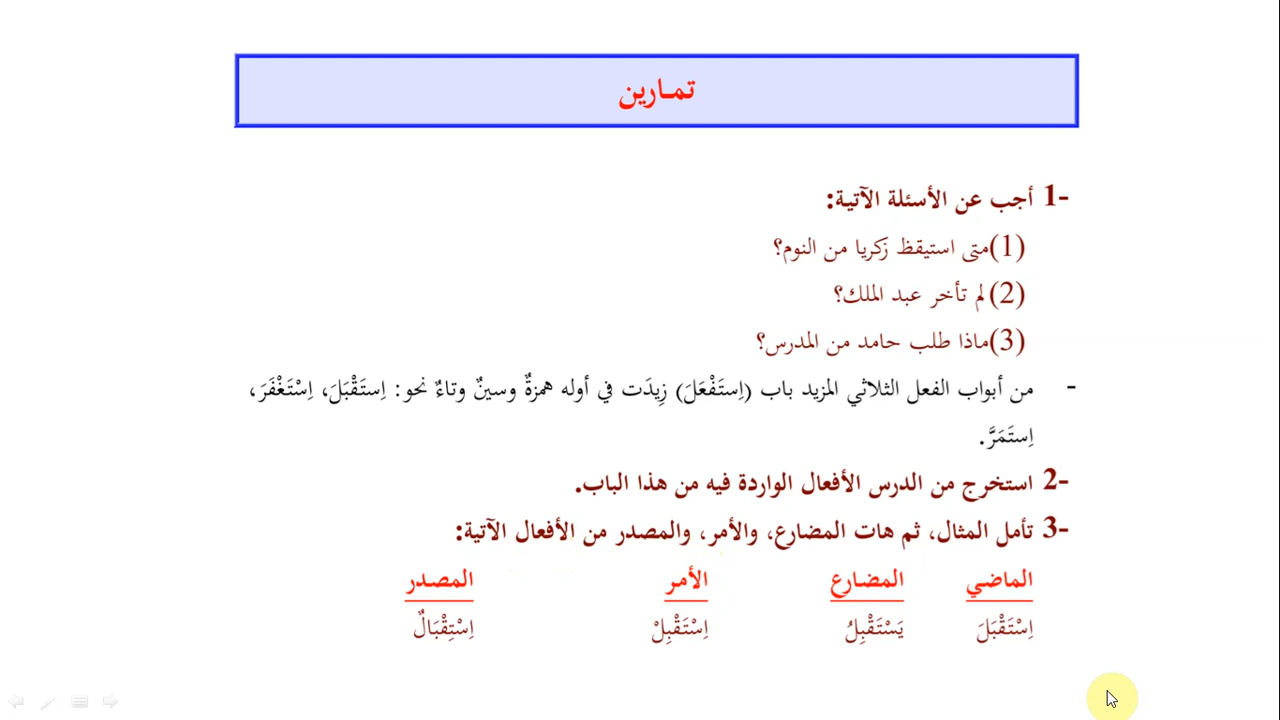 تمـارين
1- أجب عن الأسئلة الآتيـة:
(1) متى استيقظ زكريا من النوم؟
(2) لم تأخر عبد الملك؟
(3) ماذا طلب حامد من المدرس؟
- من أبواب الفعل الثلاثي المزيد باب (اِستَفْعَلَ) زِيدَت في أوله همزةٌ وسينٌ وتاءٌ نحو: اِستَقْبَلَ، اِسْتَغْفَرَ،
اِستَمَرَّ.
2- استخرج من الدرس الأفعال الواردة فيه من هذا الباب.
3- تأمل المثال، ثم هات المضارع، والأمر، والمصدر من الأفعال الآتية:
الماضي المضارع الأمر المصدر
اِسْتَقْبَلَ يَسْتَقْبِلُ اِسْتَقْبِلْ اِسْتِقْبَالٌ